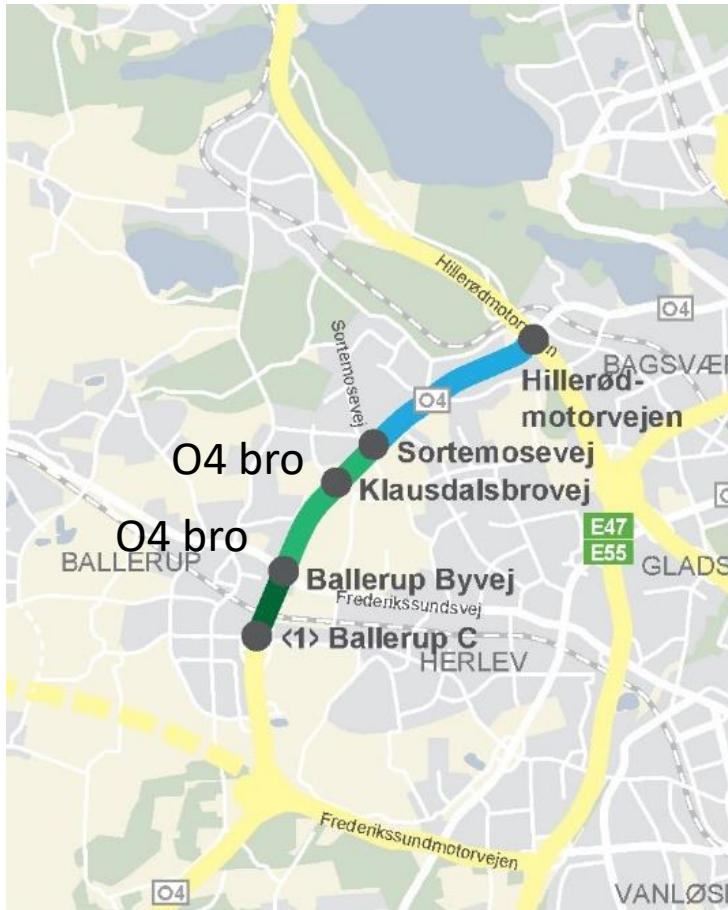 Hillerødmotorvejen
O4
BAGSVÆR
Hillerød-
motorvejen
Sortemosevej
O4
Sortemosevej
O4 bro
Klausdalsbrovej
O4 bro
E47
E55
BALLERUP
GLADS
Ballerup Byvej
Frederikssundsvej
‹1› Ballerup C
HERLEV
Frederikssundmotorvejen
O4
VANLØS